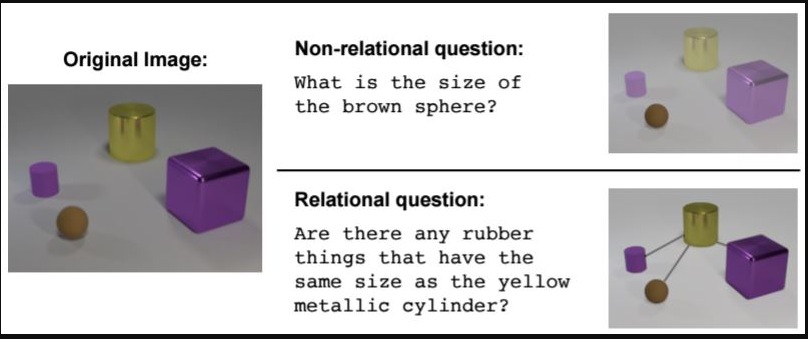 Original Image:
Non-relational question:
What is the size of
the brown sphere?
Relational question:
Are there any rubber
things that have the
same size as the yellow
metallic cylinder?